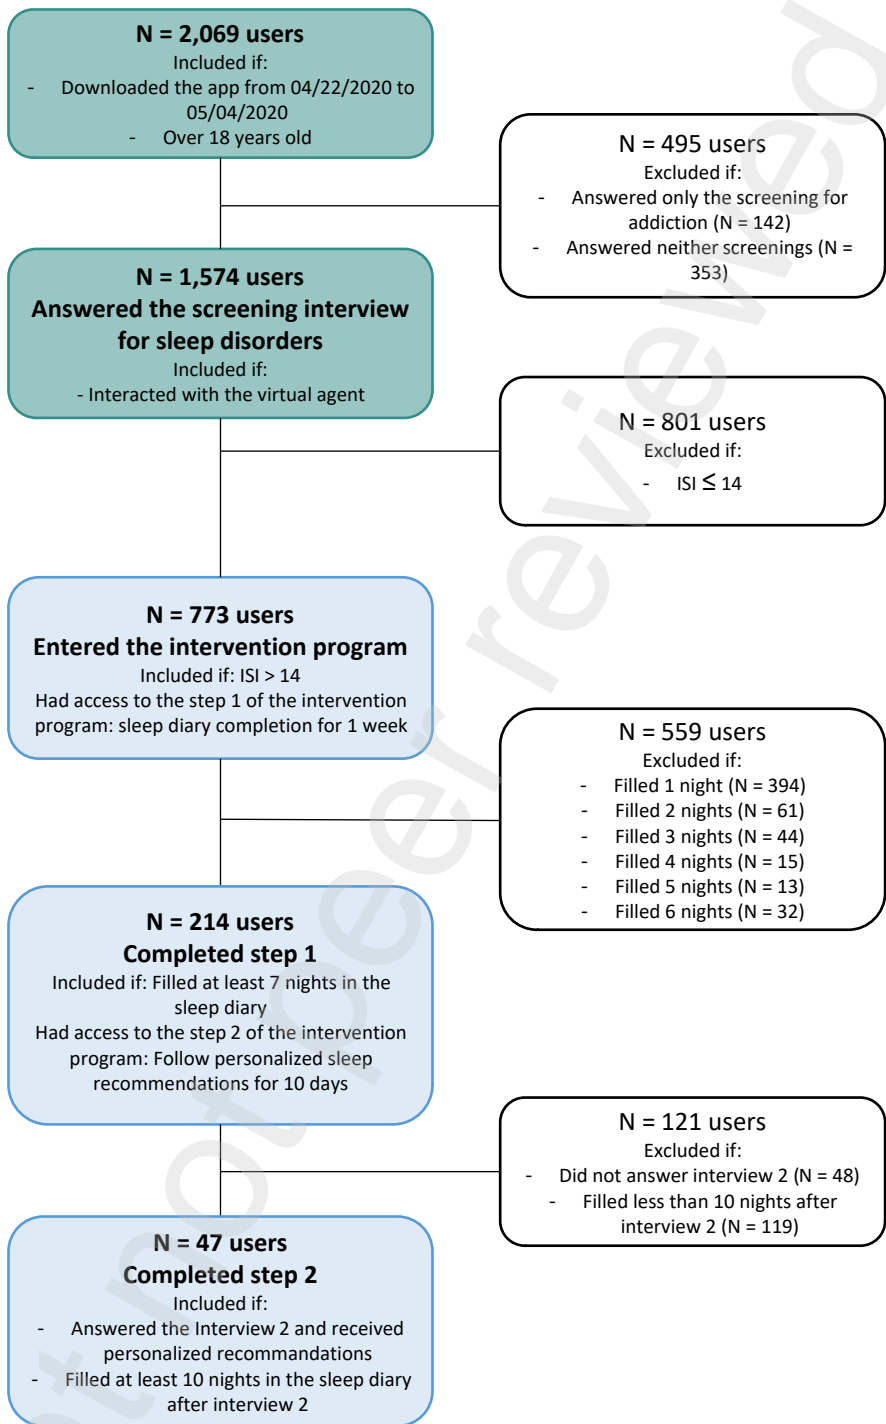 N = 2,069 users
Included if:
- Downloaded the app from 04/22/2020 to
05/04/2020
- Over 18 years old
N = 495 users
Excluded if:
- Answered only the screening for
addiction (N = 142)
- Answered neither screenings (N =
353)
N = 1,574 users
Answered the screening interview
for sleep disorders
Included if:
- Interacted with the virtual agent
N = 801 users
Excluded if:
- ISI ≤ 14
N = 773 users
Entered the intervention program
Included if: ISI > 14
Had access to the step 1 of the intervention
program: sleep diary completion for 1 week
N = 559 users
Excluded if:
- Filled 1 night (N = 394)
- Filled 2 nights (N = 61)
- Filled 3 nights (N = 44)
- Filled 4 nights (N = 15)
- Filled 5 nights (N = 13)
- Filled 6 nights (N = 32)
N = 214 users
Completed step 1
Included if: Filled at least 7 nights in the
sleep diary
Had access to the step 2 of the intervention
program: Follow personalized sleep
recommendations for 10 days
N = 121 users
Excluded if:
- Did not answer interview 2 (N = 48)
- Filled less than 10 nights after
interview 2 (N = 119)
N = 47 users
Completed step 2
Included if:
- Answered the Interview 2 and received
personalized recommandations
- Filled at least 10 nights in the sleep diary
after interview 2
not peer reviewed